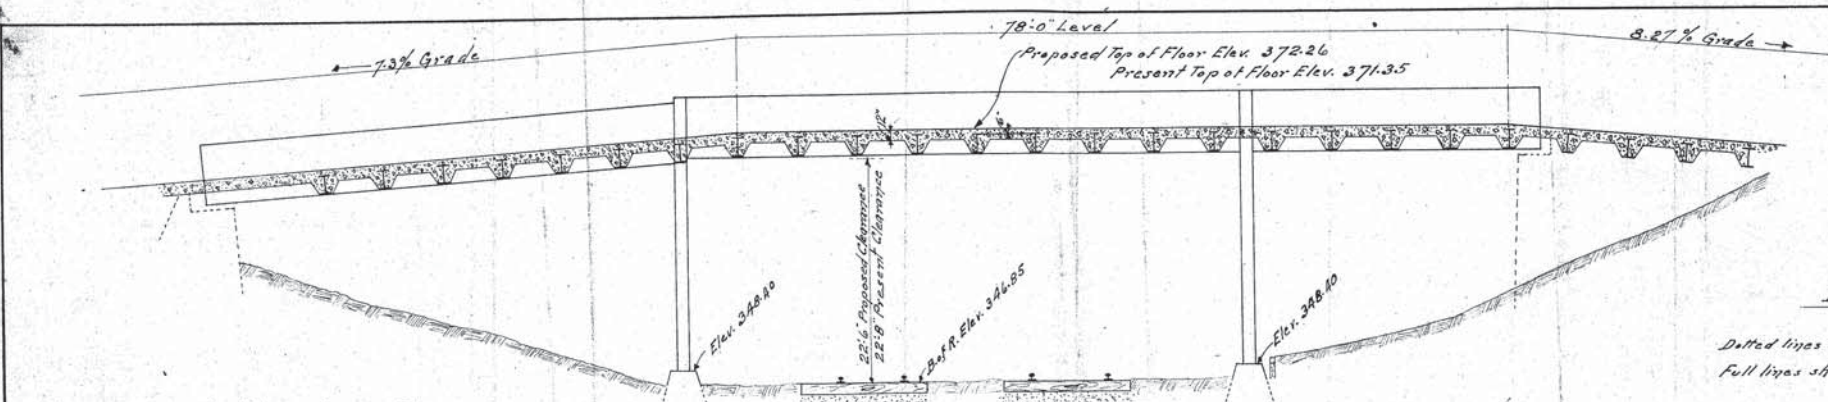 78'-0" Level
7.3% Grade
8.27% Grade
Proposed Top of Floor Elev. 372.26
Present Top of Floor Elev. 371.35
12"
6"
22'6" Proposed Clearance
22'-8" Present Clearance
Elev. 348.40
B.of R. Elev. 346.85
Elev. 348.40
Dotted lines
Full lines sh